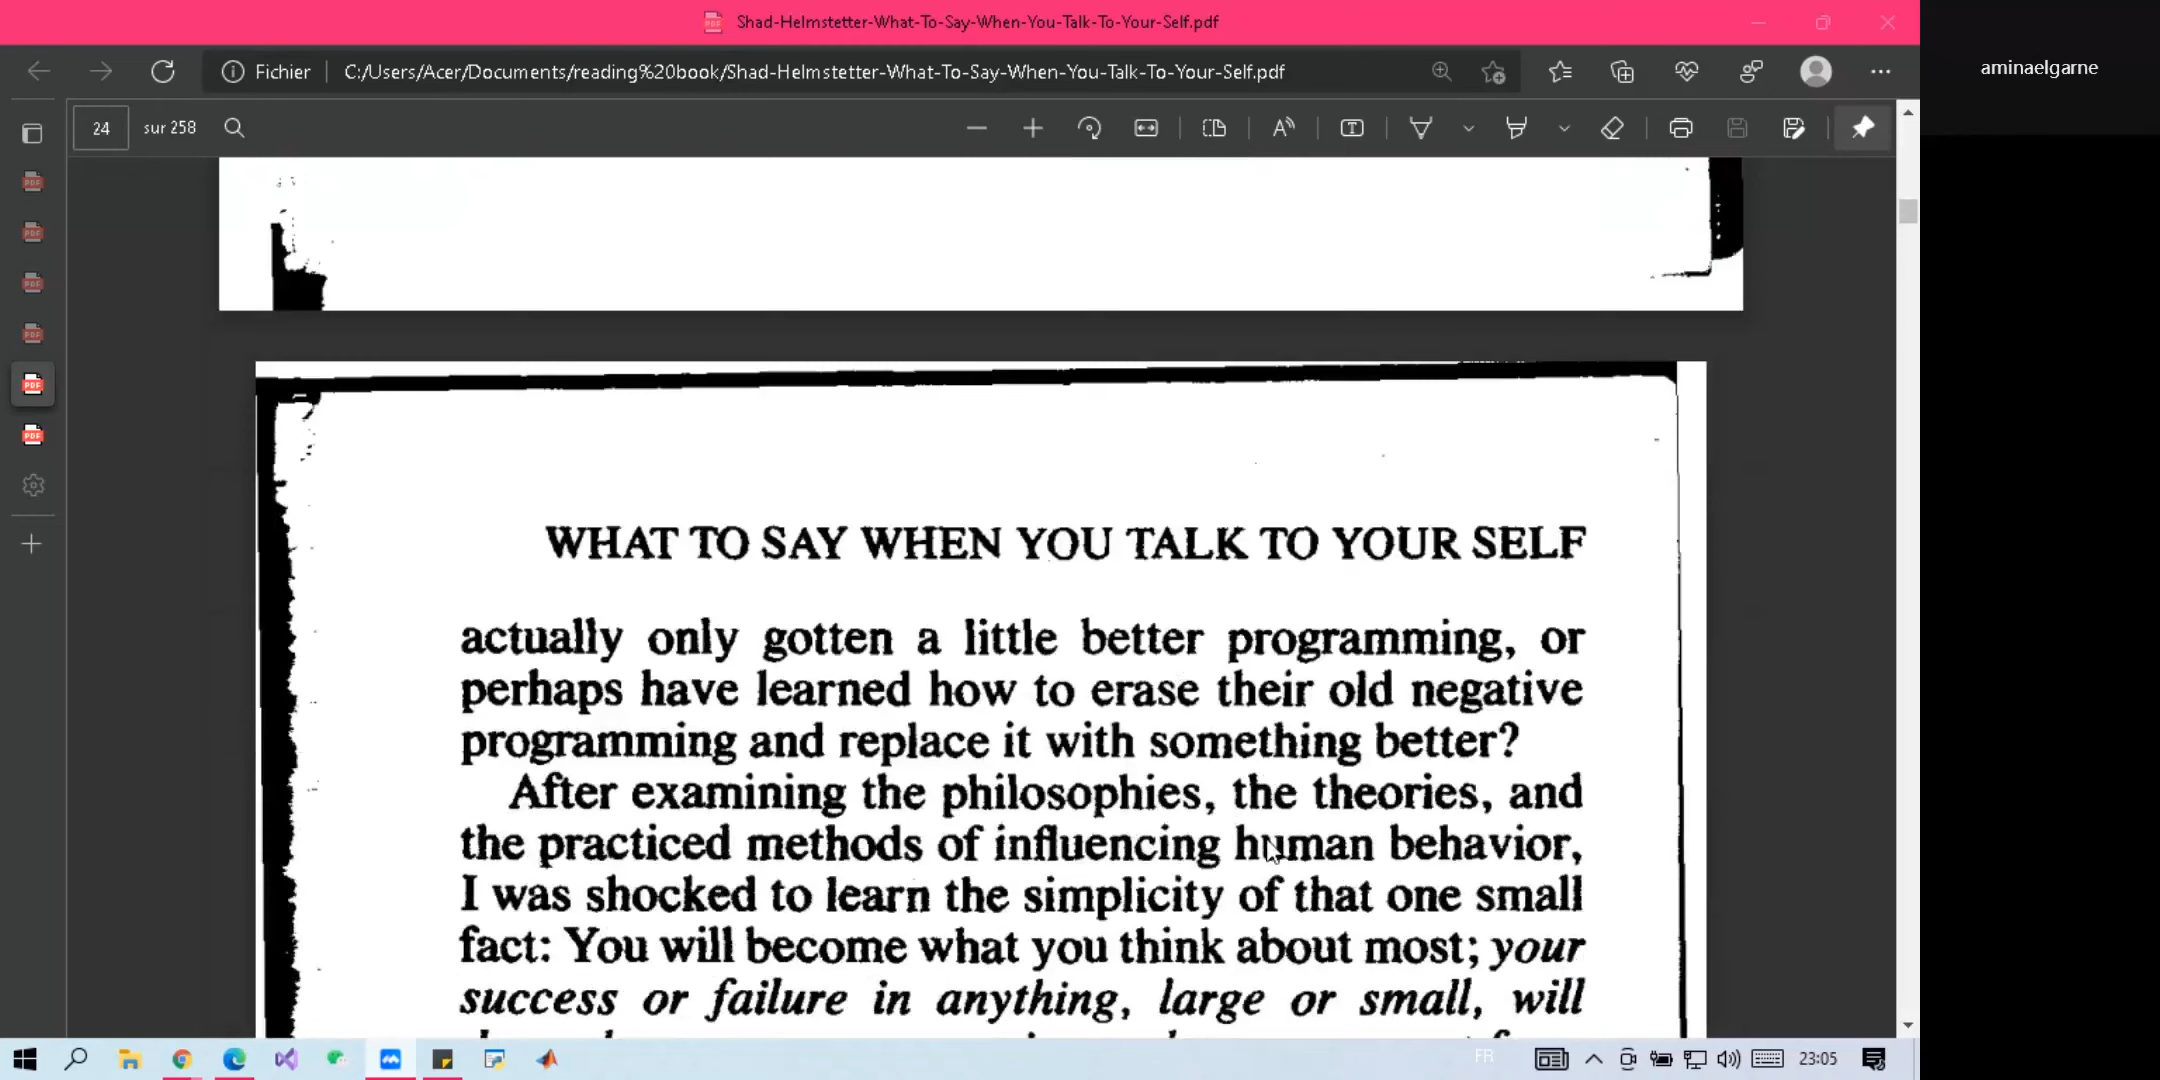 Shad-Helmstetter-What-To-Say-When-You-Talk-To-Your-Self.pdf
Fichier
C:/Users/Acer/Documents/reading%20book/Shad-Helmstetter-What-To-Say-When-You-Talk-To-Your-Self.pdf
aminaelgarne
24 sur 258
WHAT TO SAY WHEN YOU TALK TO YOUR SELF
actually only gotten a little better programming, or
perhaps have learned how to erase their old negative
programming and replace it with something better?
After examining the philosophies, the theories, and
the practiced methods of influencing human behavior,
I was shocked to learn the simplicity of that one small
fact: You will become what you think about most; your
success or failure in anything, large or small, will
FR
23:05